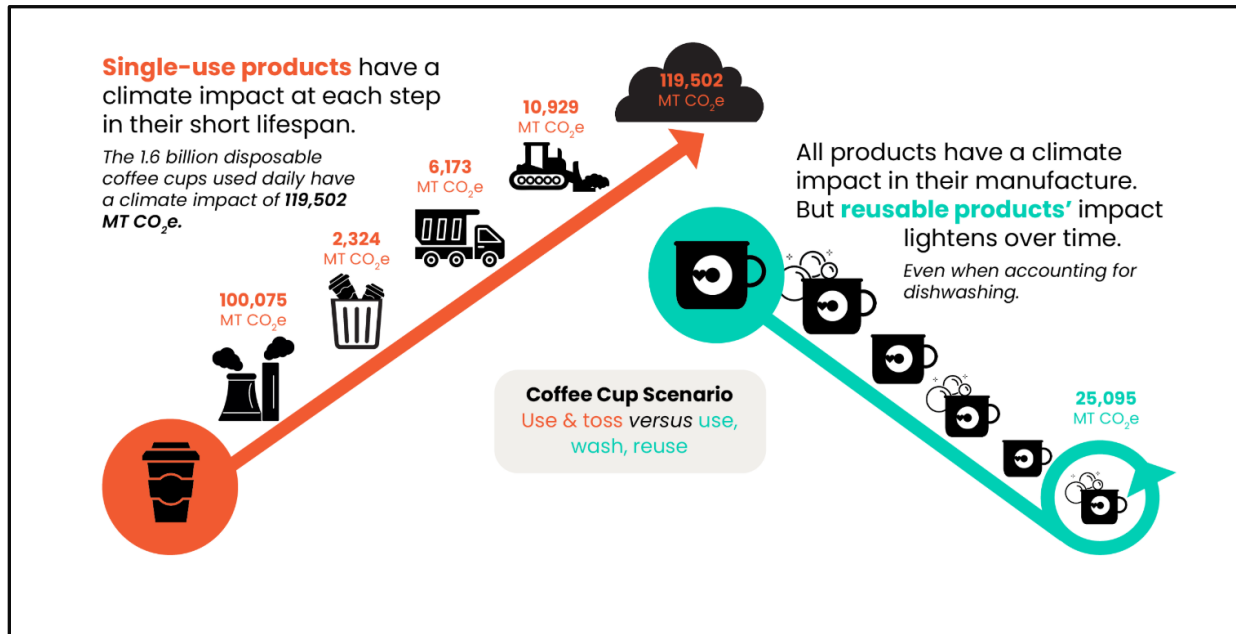 Single-use products have a
climate impact at each step
in their short lifespan.
The 1.6 billion disposable
coffee cups used daily have
a climate impact of 119,502
MT CO₂e.
100,075
MT CO₂e
2,324
MT CO₂e
6,173
MT CO₂e
10,929
MT CO₂e
119,502
MT CO₂e
Coffee Cup Scenario
Use & toss versus use,
wash, reuse
All products have a climate
impact in their manufacture.
But reusable products’ impact
lightens over time.
Even when accounting for
dishwashing.
25,095
MT CO₂e